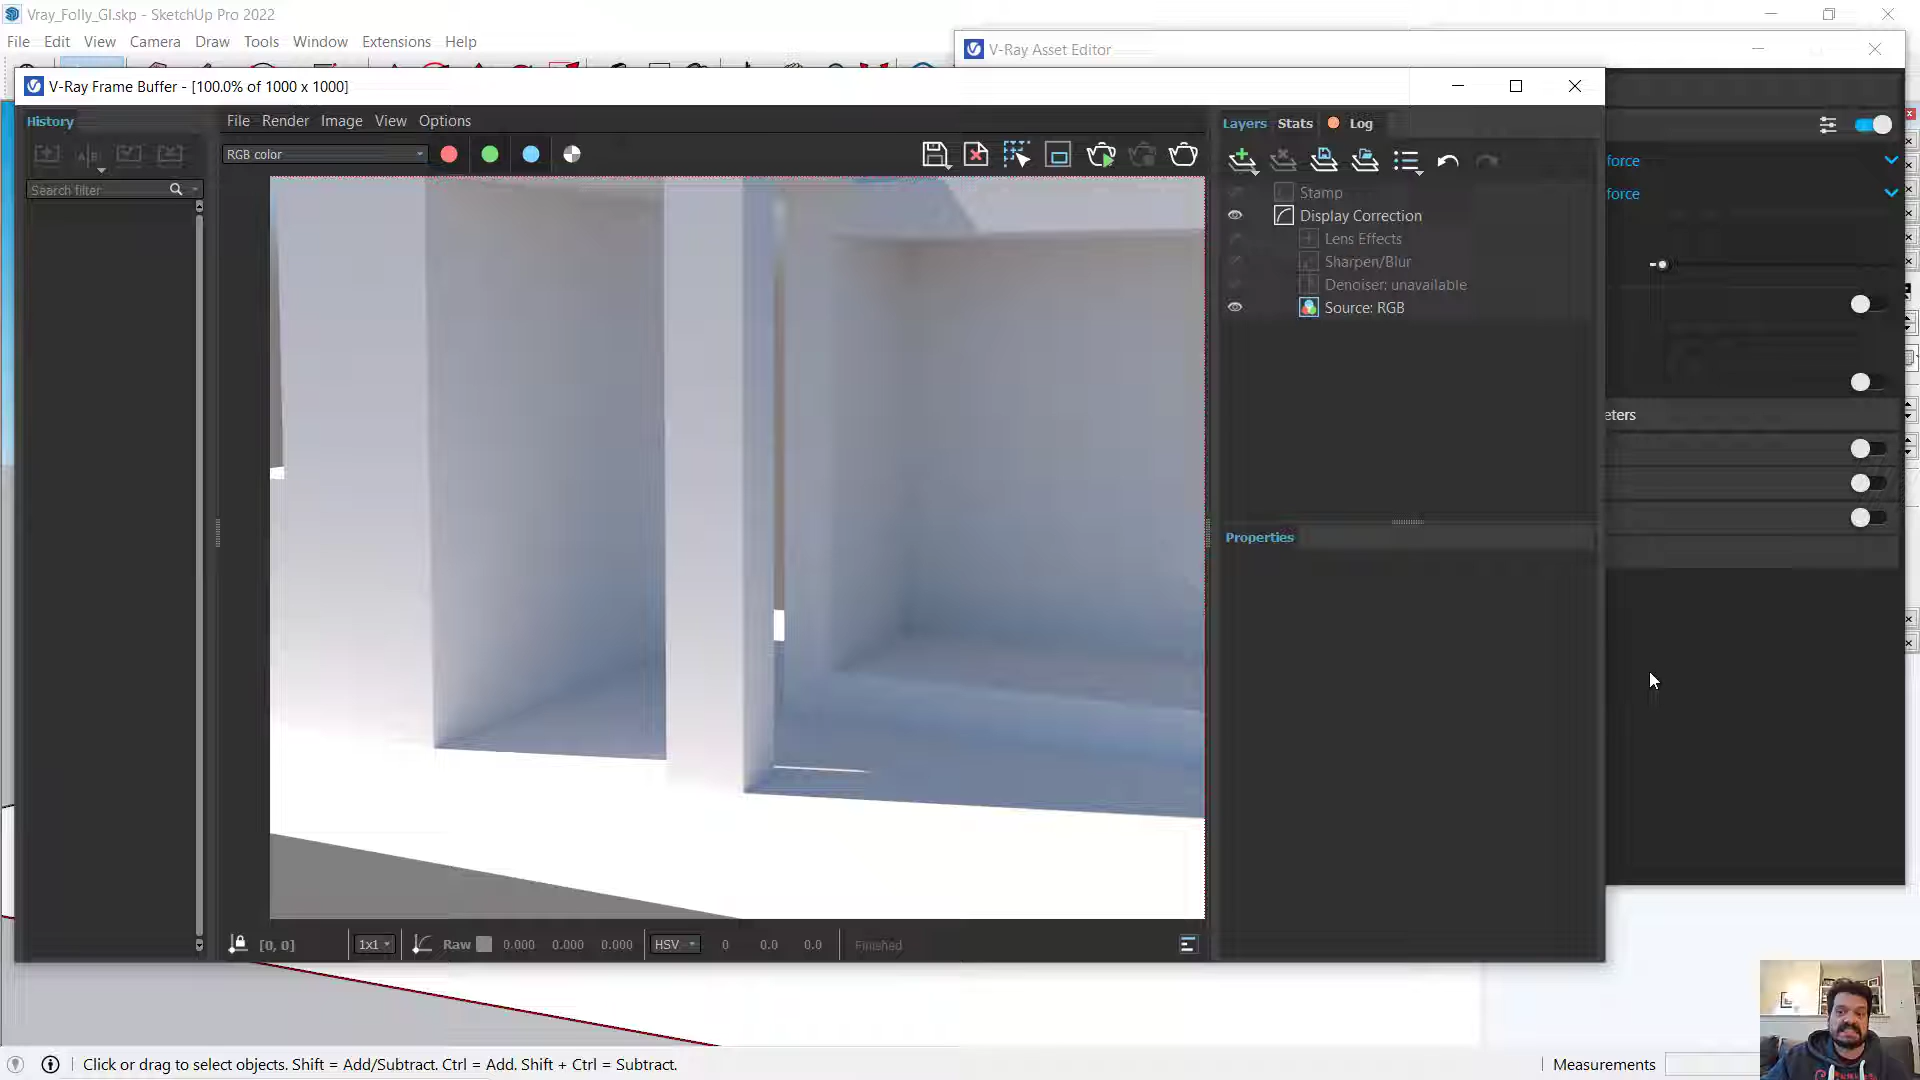 Vray_Folly_GI.skp - SketchUp Pro 2022
File Edit View Camera Draw Tools Window Extensions Help
V-Ray Asset Editor
V-Ray Frame Buffer - [100.0% of 1000 x 1000]
History
File Render Image View Options
Layers Stats Log
RGB color
Search filter
force
force
Stamp
Display Correction
Lens Effects
Sharpen/Blur
Denoiser: unavailable
Source: RGB
eters
Properties
[0, 0] 1x1 Raw 0.000 0.000 0.000 HSV 0 0.0 0.0 Finished
Click or drag to select objects. Shift = Add/Subtract. Ctrl = Add. Shift + Ctrl = Subtract.
Measurements